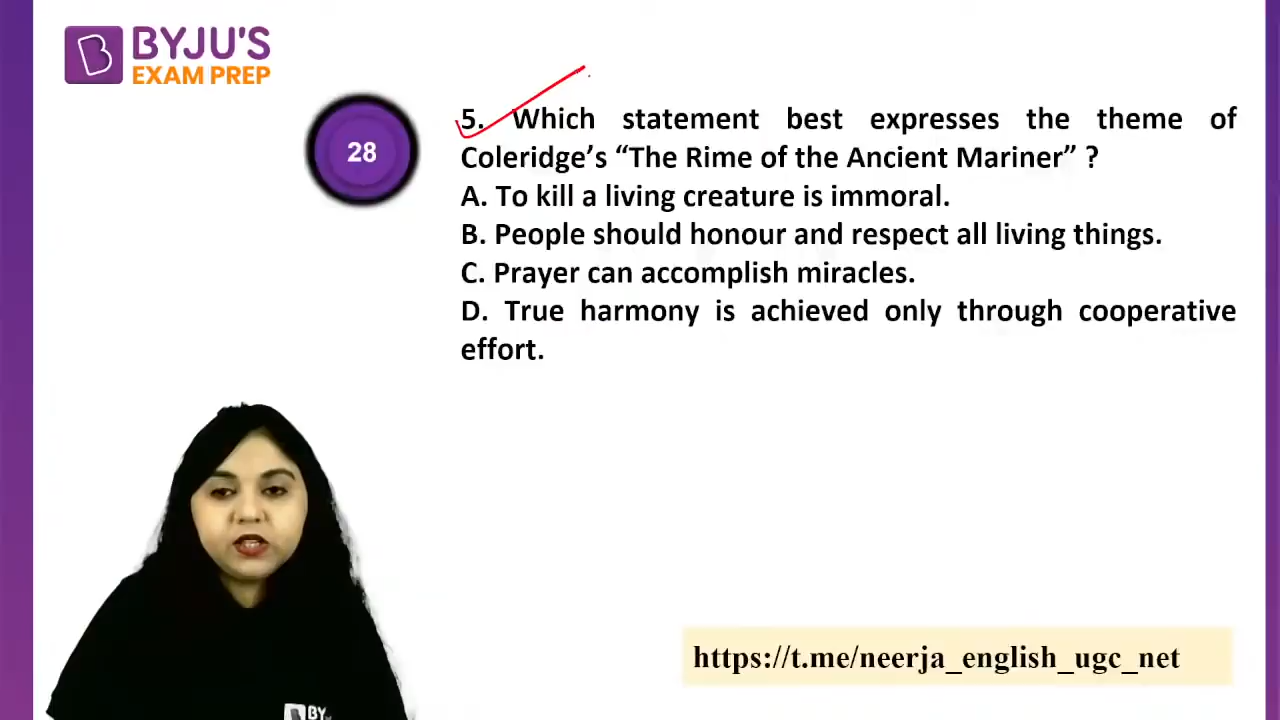 BYJU'S
EXAM PREP
28
5. Which statement best expresses the theme of
Coleridge’s “The Rime of the Ancient Mariner” ?
A. To kill a living creature is immoral.
B. People should honour and respect all living things.
C. Prayer can accomplish miracles.
D. True harmony is achieved only through cooperative
effort.
https://t.me/neerja_english_ugc_net